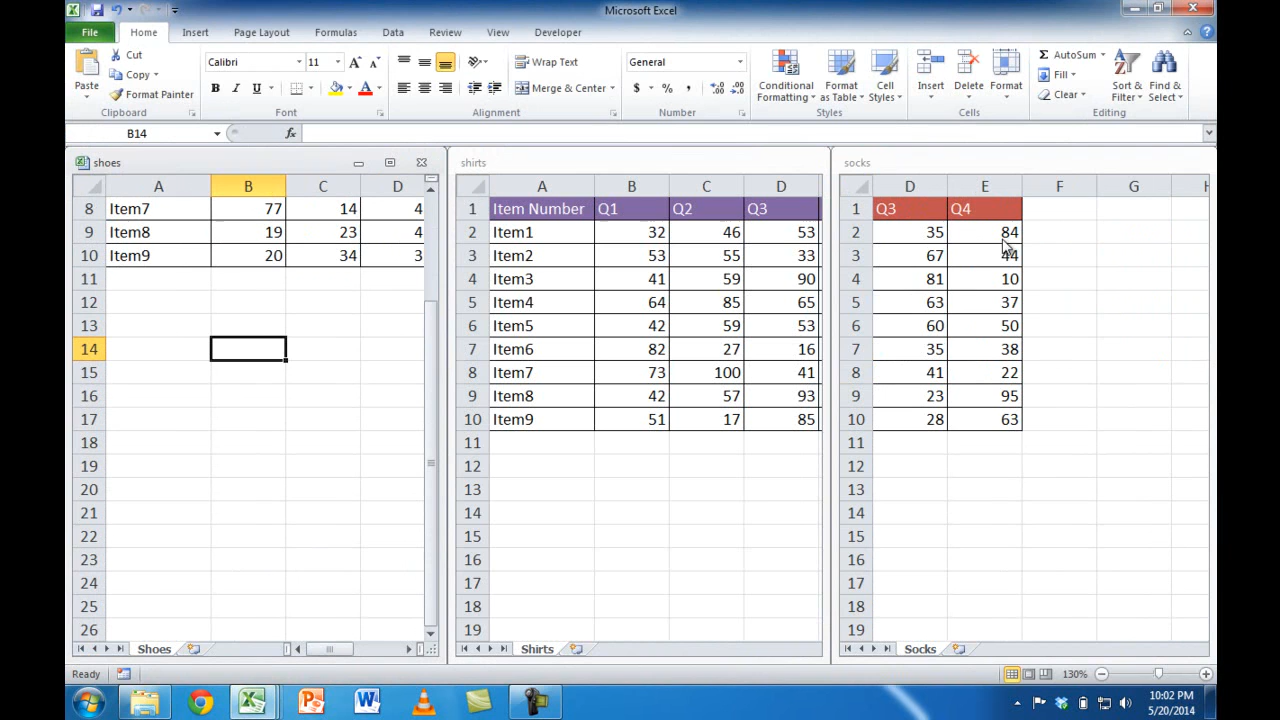 Microsoft Excel
File Home Insert Page Layout Formulas Data Review View Developer
Paste
Cut
Copy
Format Painter
Clipboard
Calibri 11
B I U
Font
Wrap Text
Merge & Center
Alignment
General
$ % ,
Number
Conditional Formatting
Format as Table
Cell Styles
Styles
Insert
Delete
Format
Cells
AutoSum
Fill
Clear
Sort & Filter
Find & Select
Editing
B14 fx
shoes
A B C D
8 Item7 77 14 4
9 Item8 19 23 4
10 Item9 20 34 3
11
12
13
14
15
16
17
18
19
20
21
22
23
24
25
26
Shoes
shirts
A B C D
1 Item Number Q1 Q2 Q3
2 Item1 32 46 53
3 Item2 53 55 33
4 Item3 41 59 90
5 Item4 64 85 65
6 Item5 42 59 53
7 Item6 82 27 16
8 Item7 73 100 41
9 Item8 42 57 93
10 Item9 51 17 85
11
12
13
14
15
16
17
18
19
Shirts
socks
D E F G H
1 Q3 Q4
2 35 84
3 67 44
4 81 10
5 63 37
6 60 50
7 35 38
8 41 22
9 23 95
10 28 63
11
12
13
14
15
16
17
18
19
Socks
Ready 130%
10:02 PM
5/20/2014